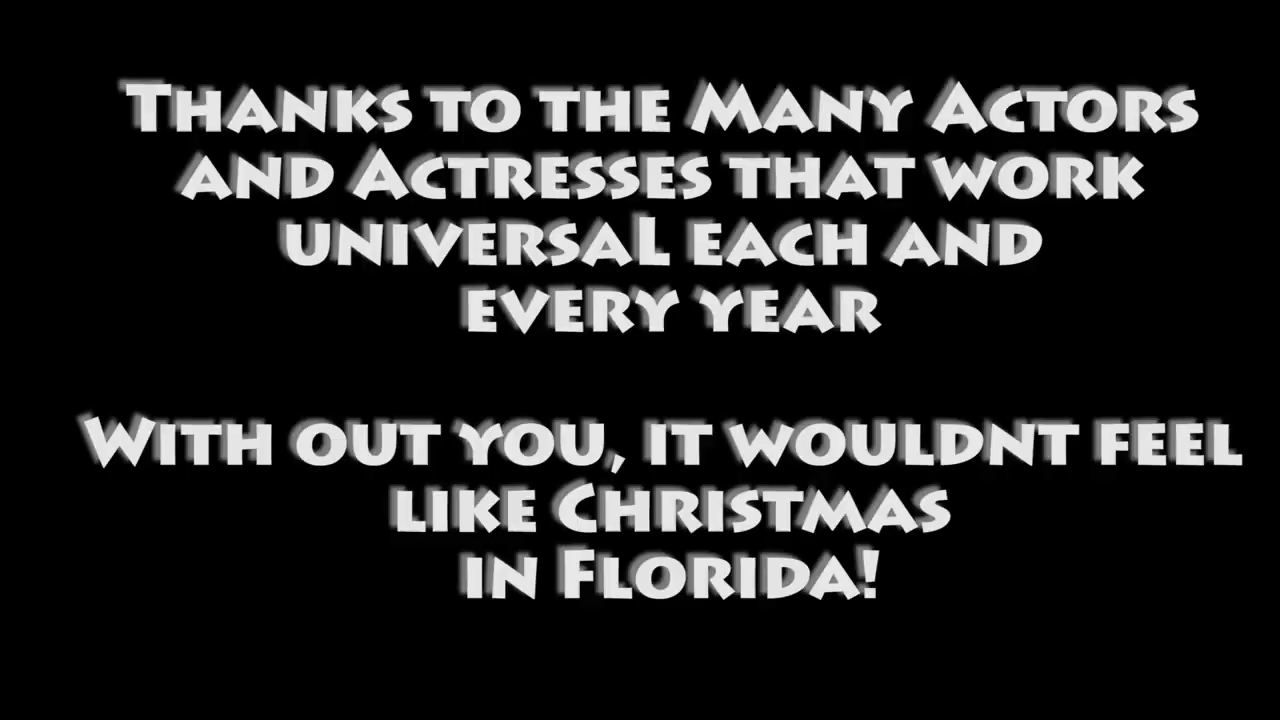 Thanks to the Many Actors
and Actresses that work
universal each and
every year
With out you, it wouldnt feel
like Christmas
in Florida!